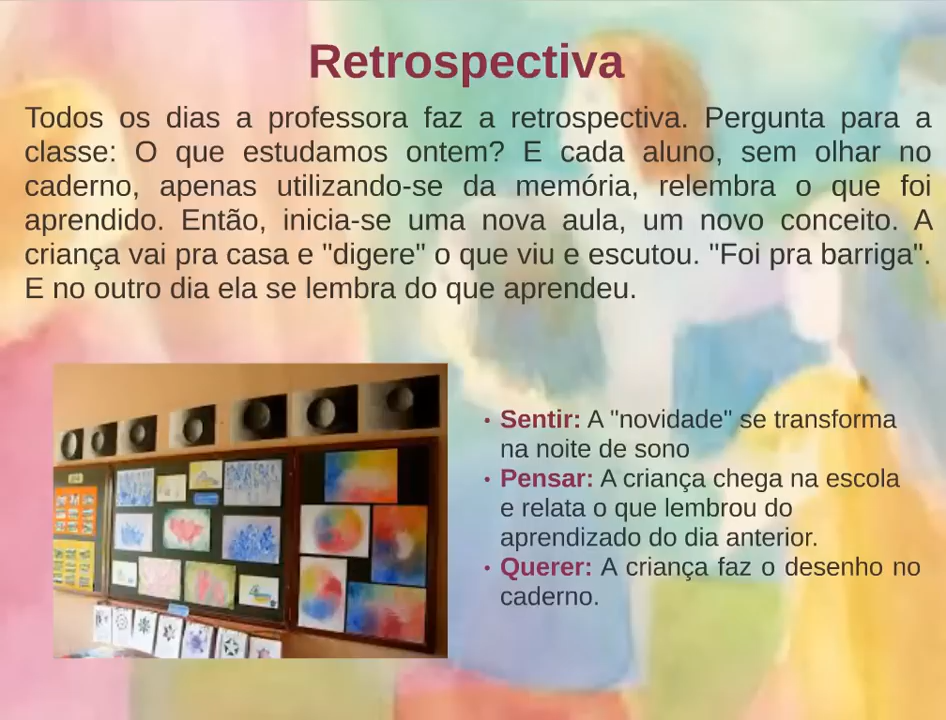 Retrospectiva
Todos os dias a professora faz a retrospectiva. Pergunta para a
classe: O que estudamos ontem? E cada aluno, sem olhar no
caderno, apenas utilizando-se da memória, relembra o que foi
aprendido. Então, inicia-se uma nova aula, um novo conceito. A
criança vai pra casa e "digere" o que viu e escutou. "Foi pra barriga".
E no outro dia ela se lembra do que aprendeu.
• Sentir: A "novidade" se transforma
na noite de sono
• Pensar: A criança chega na escola
e relata o que lembrou do
aprendizado do dia anterior.
• Querer: A criança faz o desenho no
caderno.